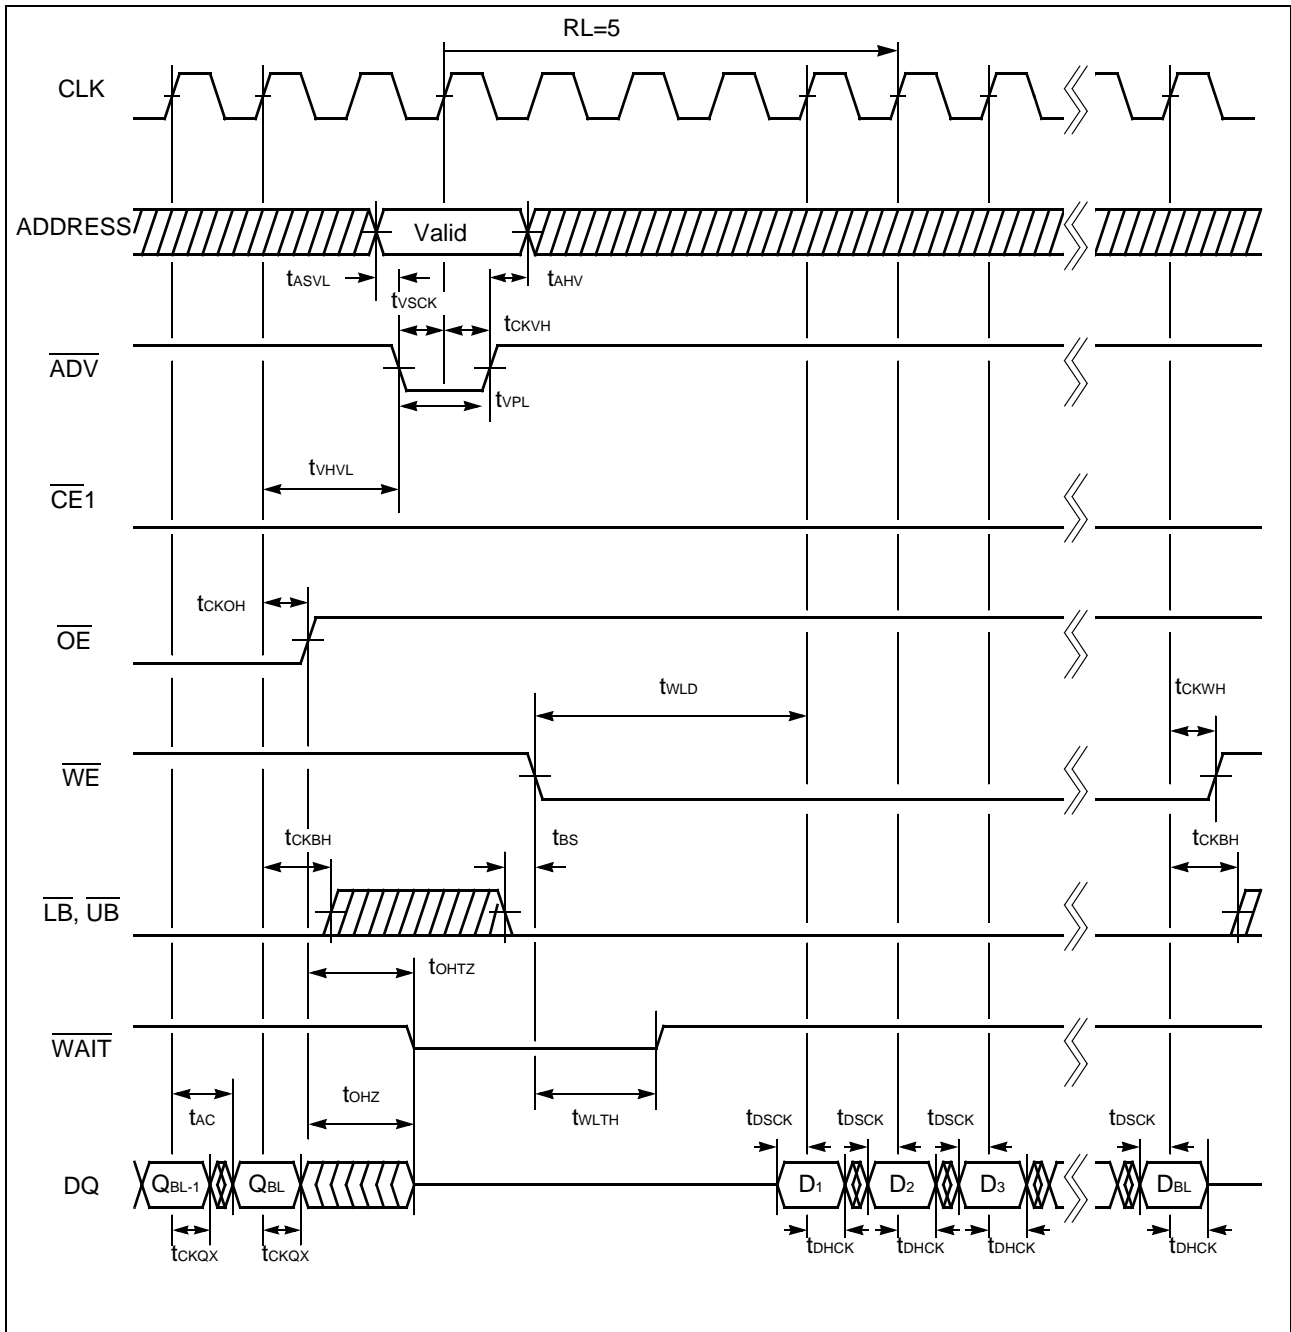 RL=5
CLK
ADDRESS
Valid
tASVL
tAHV
tVSCK
tCKVH
ADV
tVPL
tVHVL
CE1
tCKOH
OE
tWLD
tCKWH
WE
tCKBH
tBS
tCKBH
LB, UB
tOHTZ
WAIT
tAC
tOHZ
tWLTH
tDSCK tDSCK tDSCK tDSCK
DQ QBL-1 QBL D1 D2 D3 DBL
tCKQX tCKQX tDHCK tDHCK tDHCK tDHCK